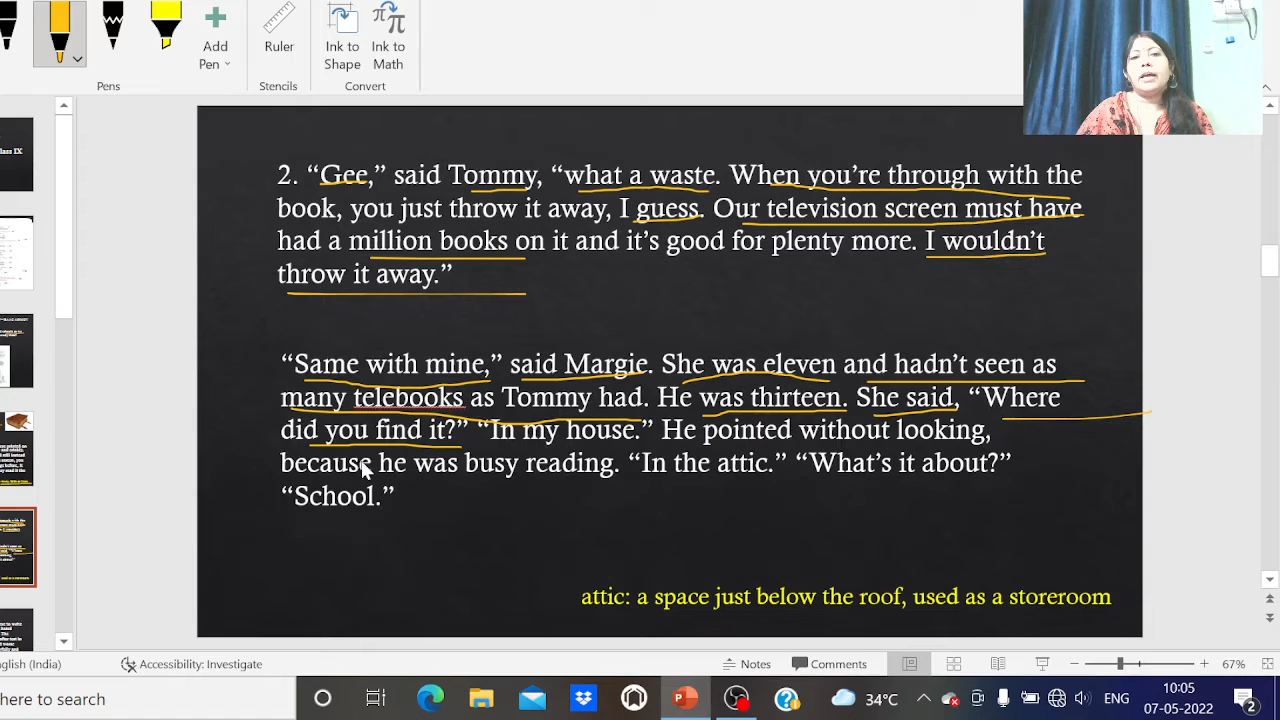 Add
Pen
Ruler
Ink to
Shape
Ink to
Math
Pens
Stencils
Convert
lass IX
2. “Gee,” said Tommy, “what a waste. When you’re through with the
book, you just throw it away, I guess. Our television screen must have
had a million books on it and it’s good for plenty more. I wouldn’t
throw it away.”
“Same with mine,” said Margie. She was eleven and hadn’t seen as
many telebooks as Tommy had. He was thirteen. She said, “Where
did you find it?” “In my house.” He pointed without looking,
because he was busy reading. “In the attic.” “What’s it about?”
“School.”
attic: a space just below the roof, used as a storeroom
nglish (India)
Accessibility: Investigate
Notes
Comments
67%
here to search
34°C
ENG
10:05
07-05-2022
2